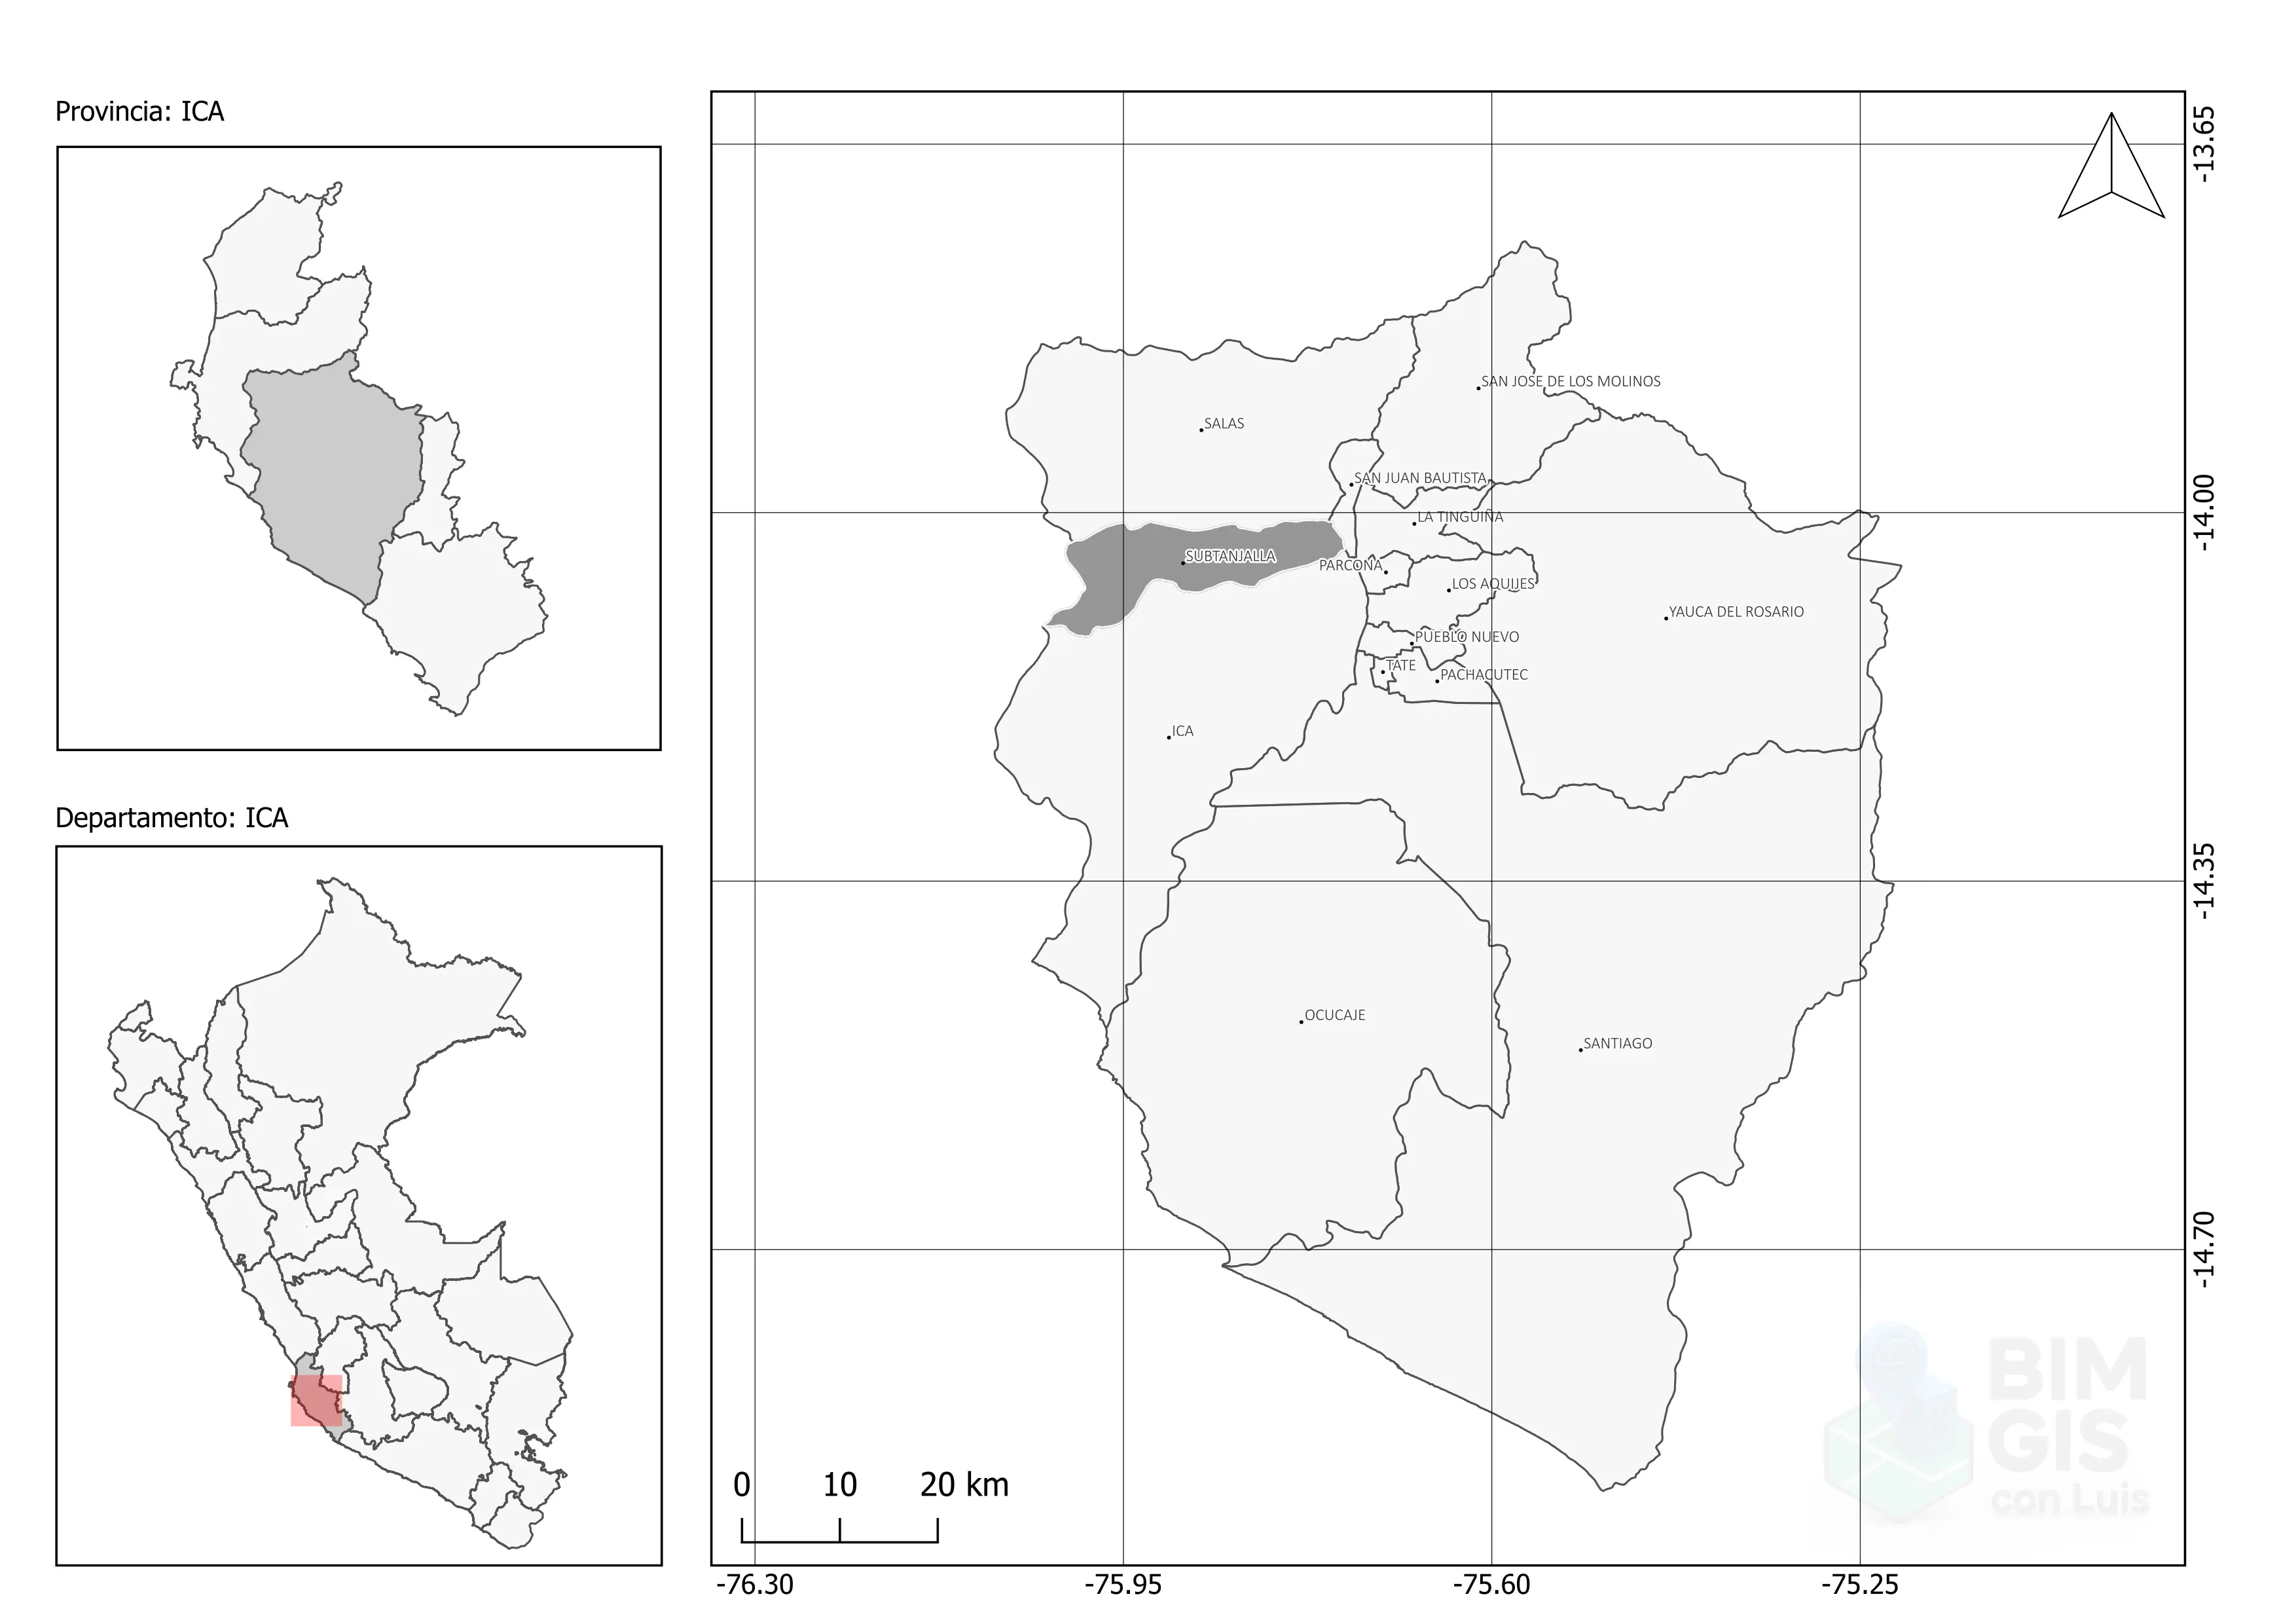 Provincia: ICA
Departamento: ICA
SAN JOSE DE LOS MOLINOS
SALAS
SAN JUAN BAUTISTA
LA TINGUIÑA
SUBTANJALLA
PARCONA
LOS AQUIJES
YAUCA DEL ROSARIO
PUEBLO NUEVO
TATE
PACHACUTEC
ICA
OCUCAJE
SANTIAGO
-13.65
-14.00
-14.35
-14.70
0 10 20 km
-76.30 -75.95 -75.60 -75.25
BIM
GIS
con Luis